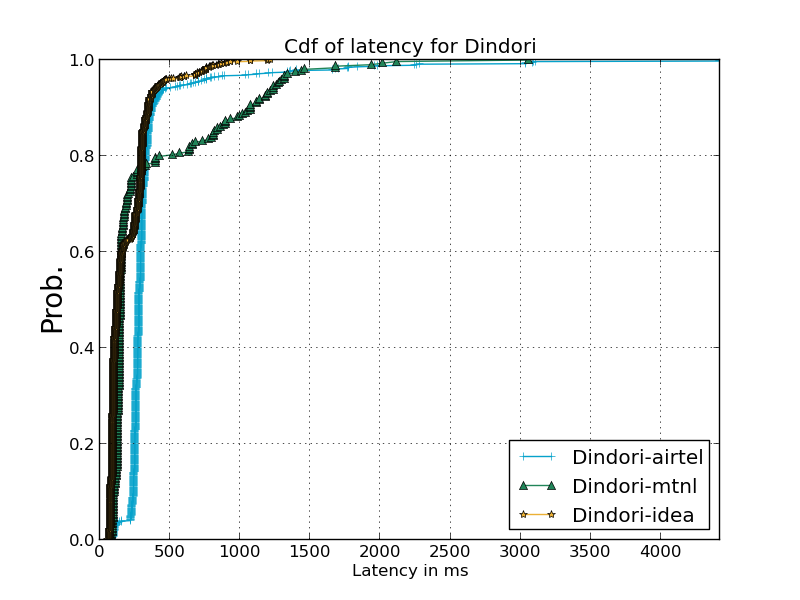 Cdf of latency for Dindori
Prob.
1.0
0.8
0.6
0.4
0.2
0.0
0 500 1000 1500 2000 2500 3000 3500 4000
Latency in ms
Dindori-airtel
Dindori-mtnl
Dindori-idea